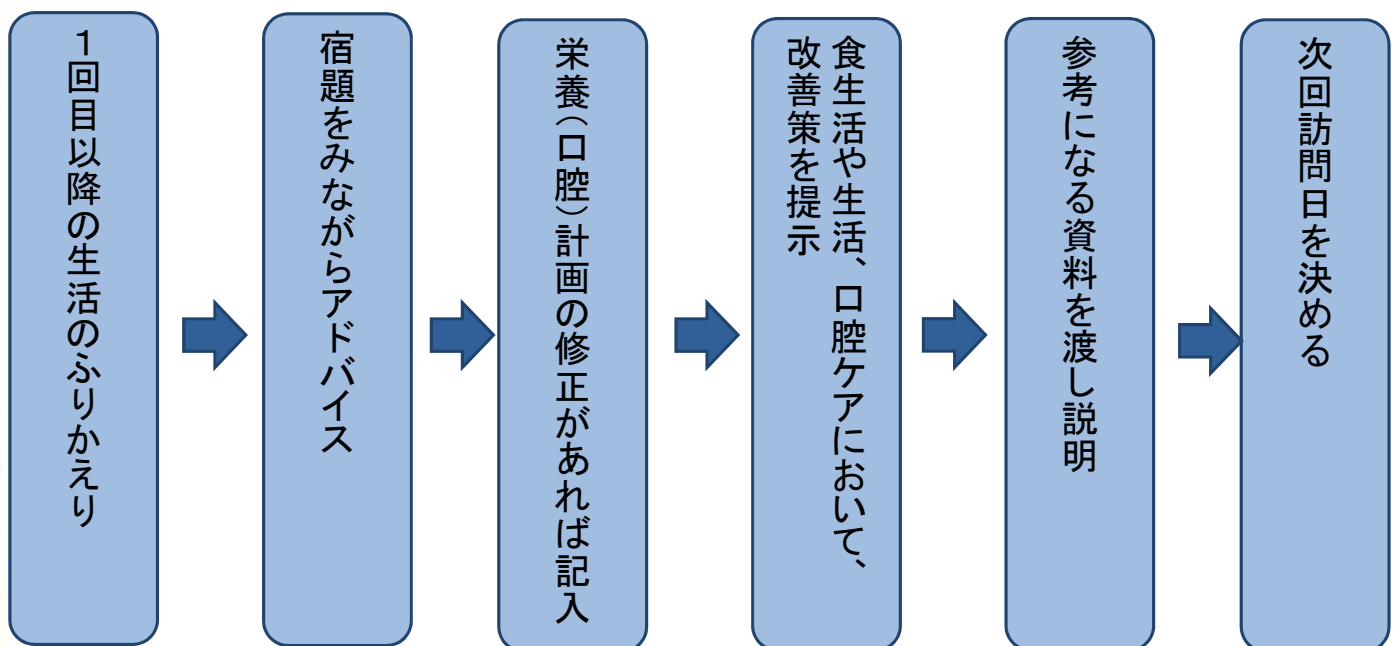 1回目以降の生活のふりかえり
宿題をみながらアドバイス
栄養(口腔)計画の修正があれば記入
食生活や生活、口腔ケアにおいて、
改善策を提示
参考になる資料を渡し説明
次回訪問日を決める